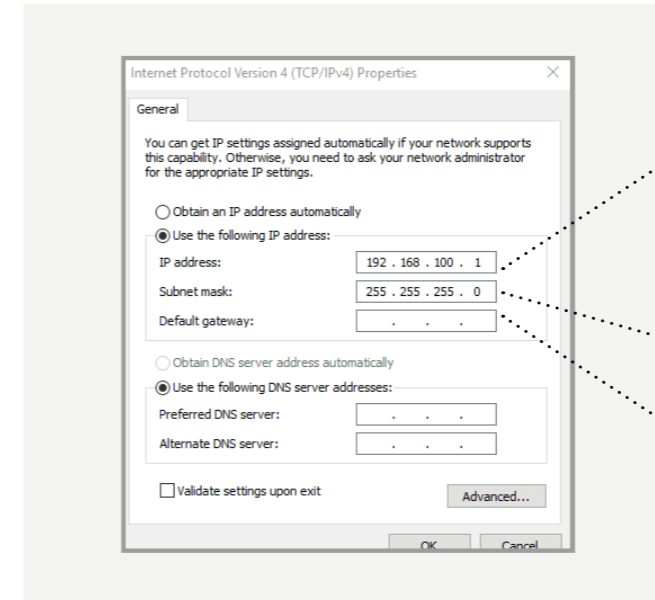 Internet Protocol Version 4 (TCP/IPv4) Properties
General
You can get IP settings assigned automatically if your network supports
this capability. Otherwise, you need to ask your network administrator
for the appropriate IP settings.
Obtain an IP address automatically
Use the following IP address:
IP address: 192 . 168 . 100 . 1
Subnet mask: 255 . 255 . 255 . 0
Default gateway: . . .
Obtain DNS server address automatically
Use the following DNS server addresses:
Preferred DNS server: . . .
Alternate DNS server: . . .
Validate settings upon exit
Advanced...
OK Cancel